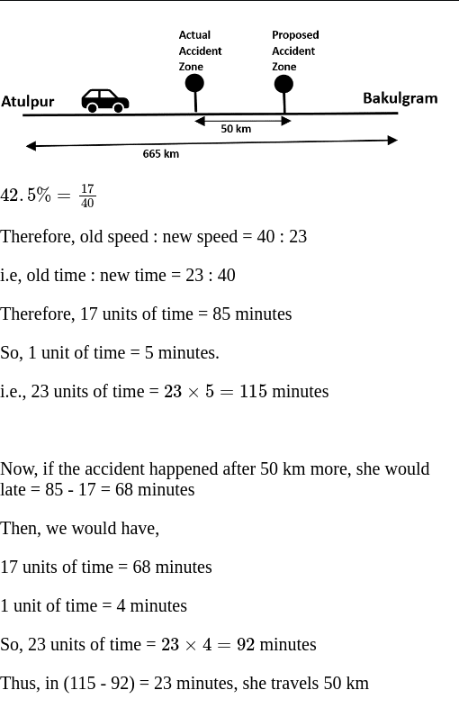 Actual Accident Zone
Proposed Accident Zone
Atulpur
Bakulgram
50 km
665 km
42.5% = 17/40
Therefore, old speed : new speed = 40 : 23
i.e, old time : new time = 23 : 40
Therefore, 17 units of time = 85 minutes
So, 1 unit of time = 5 minutes.
i.e., 23 units of time = 23 × 5 = 115 minutes
Now, if the accident happened after 50 km more, she would
late = 85 - 17 = 68 minutes
Then, we would have,
17 units of time = 68 minutes
1 unit of time = 4 minutes
So, 23 units of time = 23 × 4 = 92 minutes
Thus, in (115 - 92) = 23 minutes, she travels 50 km